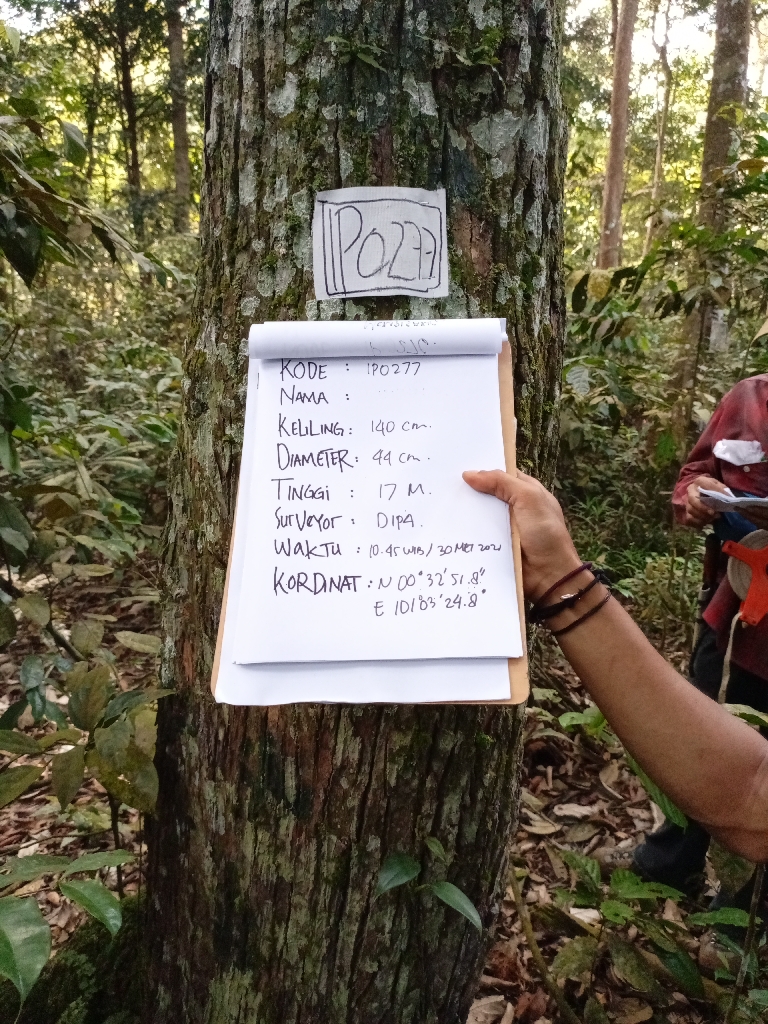 IP0277
KODE : IP0277
NAMA :
KELILING : 140 cm.
DIAMETER : 44 cm.
TINGGI : 17 M.
SURVEYOR : DIPA.
WAKTU : 10.45 WIB / 30 MEI 2021
KORDINAT : N 00° 32' 51.8"
E 101° 03' 24.8"